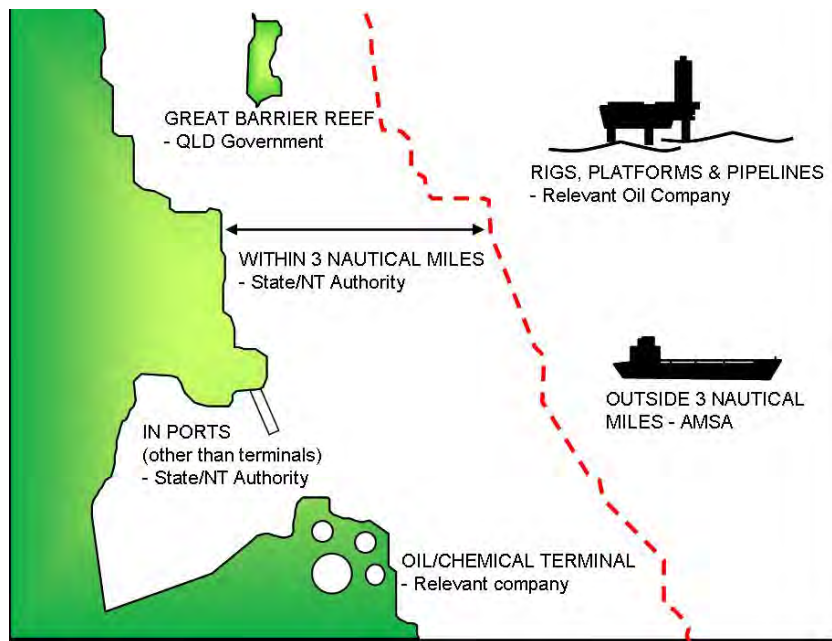 GREAT BARRIER REEF
- QLD Government
RIGS, PLATFORMS & PIPELINES
- Relevant Oil Company
WITHIN 3 NAUTICAL MILES
- State/NT Authority
OUTSIDE 3 NAUTICAL
MILES - AMSA
IN PORTS
(other than terminals)
- State/NT Authority
OIL/CHEMICAL TERMINAL
- Relevant company